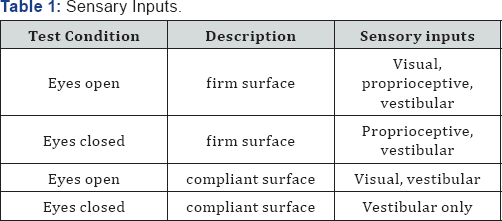 Table 1: Sensary Inputs.
Test Condition Description Sensory inputs
Eyes open firm surface Visual,
proprioceptive,
vestibular
Eyes closed firm surface Proprioceptive,
vestibular
Eyes open compliant surface Visual, vestibular
Eyes closed compliant surface Vestibular only